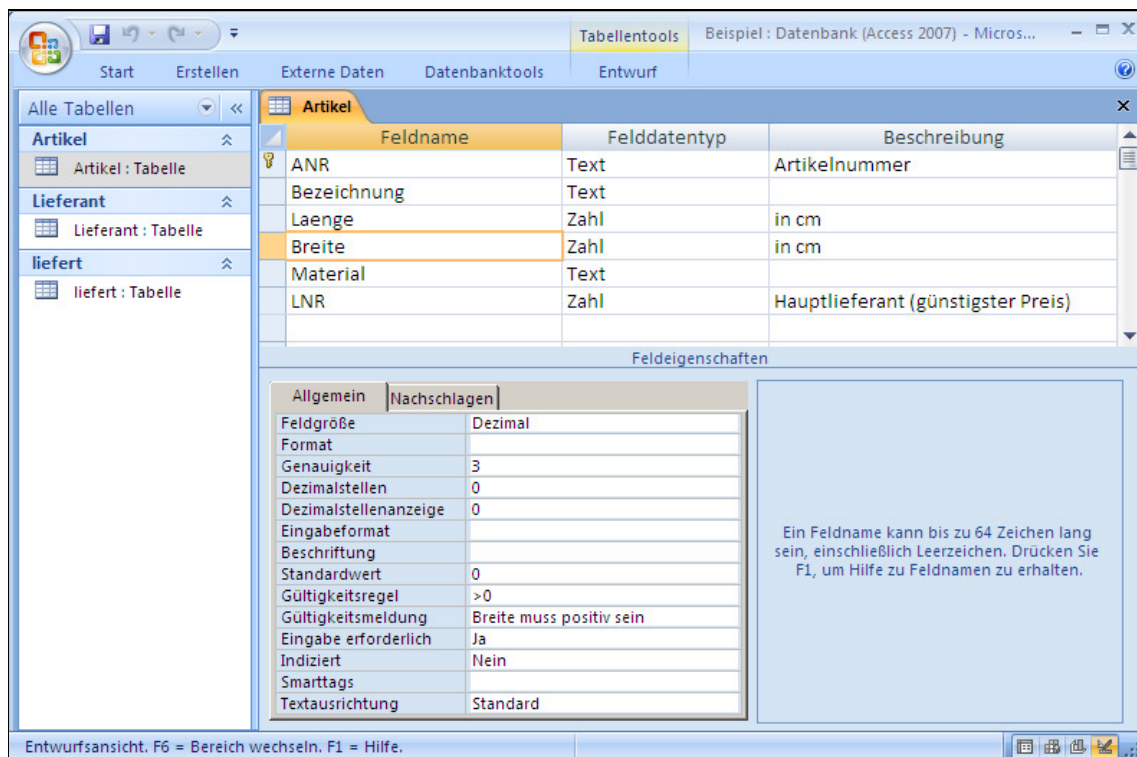 Tabellentools Beispiel : Datenbank (Access 2007) - Micros...
Start Erstellen Externe Daten Datenbanktools Entwurf
Alle Tabellen
Artikel
Artikel : Tabelle
Lieferant
Lieferant : Tabelle
liefert
liefert : Tabelle
Artikel
Feldname Felddatentyp Beschreibung
ANR Text Artikelnummer
Bezeichnung Text
Laenge Zahl in cm
Breite Zahl in cm
Material Text
LNR Zahl Hauptlieferant (günstigster Preis)
Feldeigenschaften
Allgemein Nachschlagen
Feldgröße Dezimal
Format
Genauigkeit 3
Dezimalstellen 0
Dezimalstellenanzeige 0
Eingabeformat
Beschriftung
Standardwert 0
Gültigkeitsregel >0
Gültigkeitsmeldung Breite muss positiv sein
Eingabe erforderlich Ja
Indiziert Nein
Smarttags
Textausrichtung Standard
Ein Feldname kann bis zu 64 Zeichen lang
sein, einschließlich Leerzeichen. Drücken Sie
F1, um Hilfe zu Feldnamen zu erhalten.
Entwurfsansicht. F6 = Bereich wechseln. F1 = Hilfe.